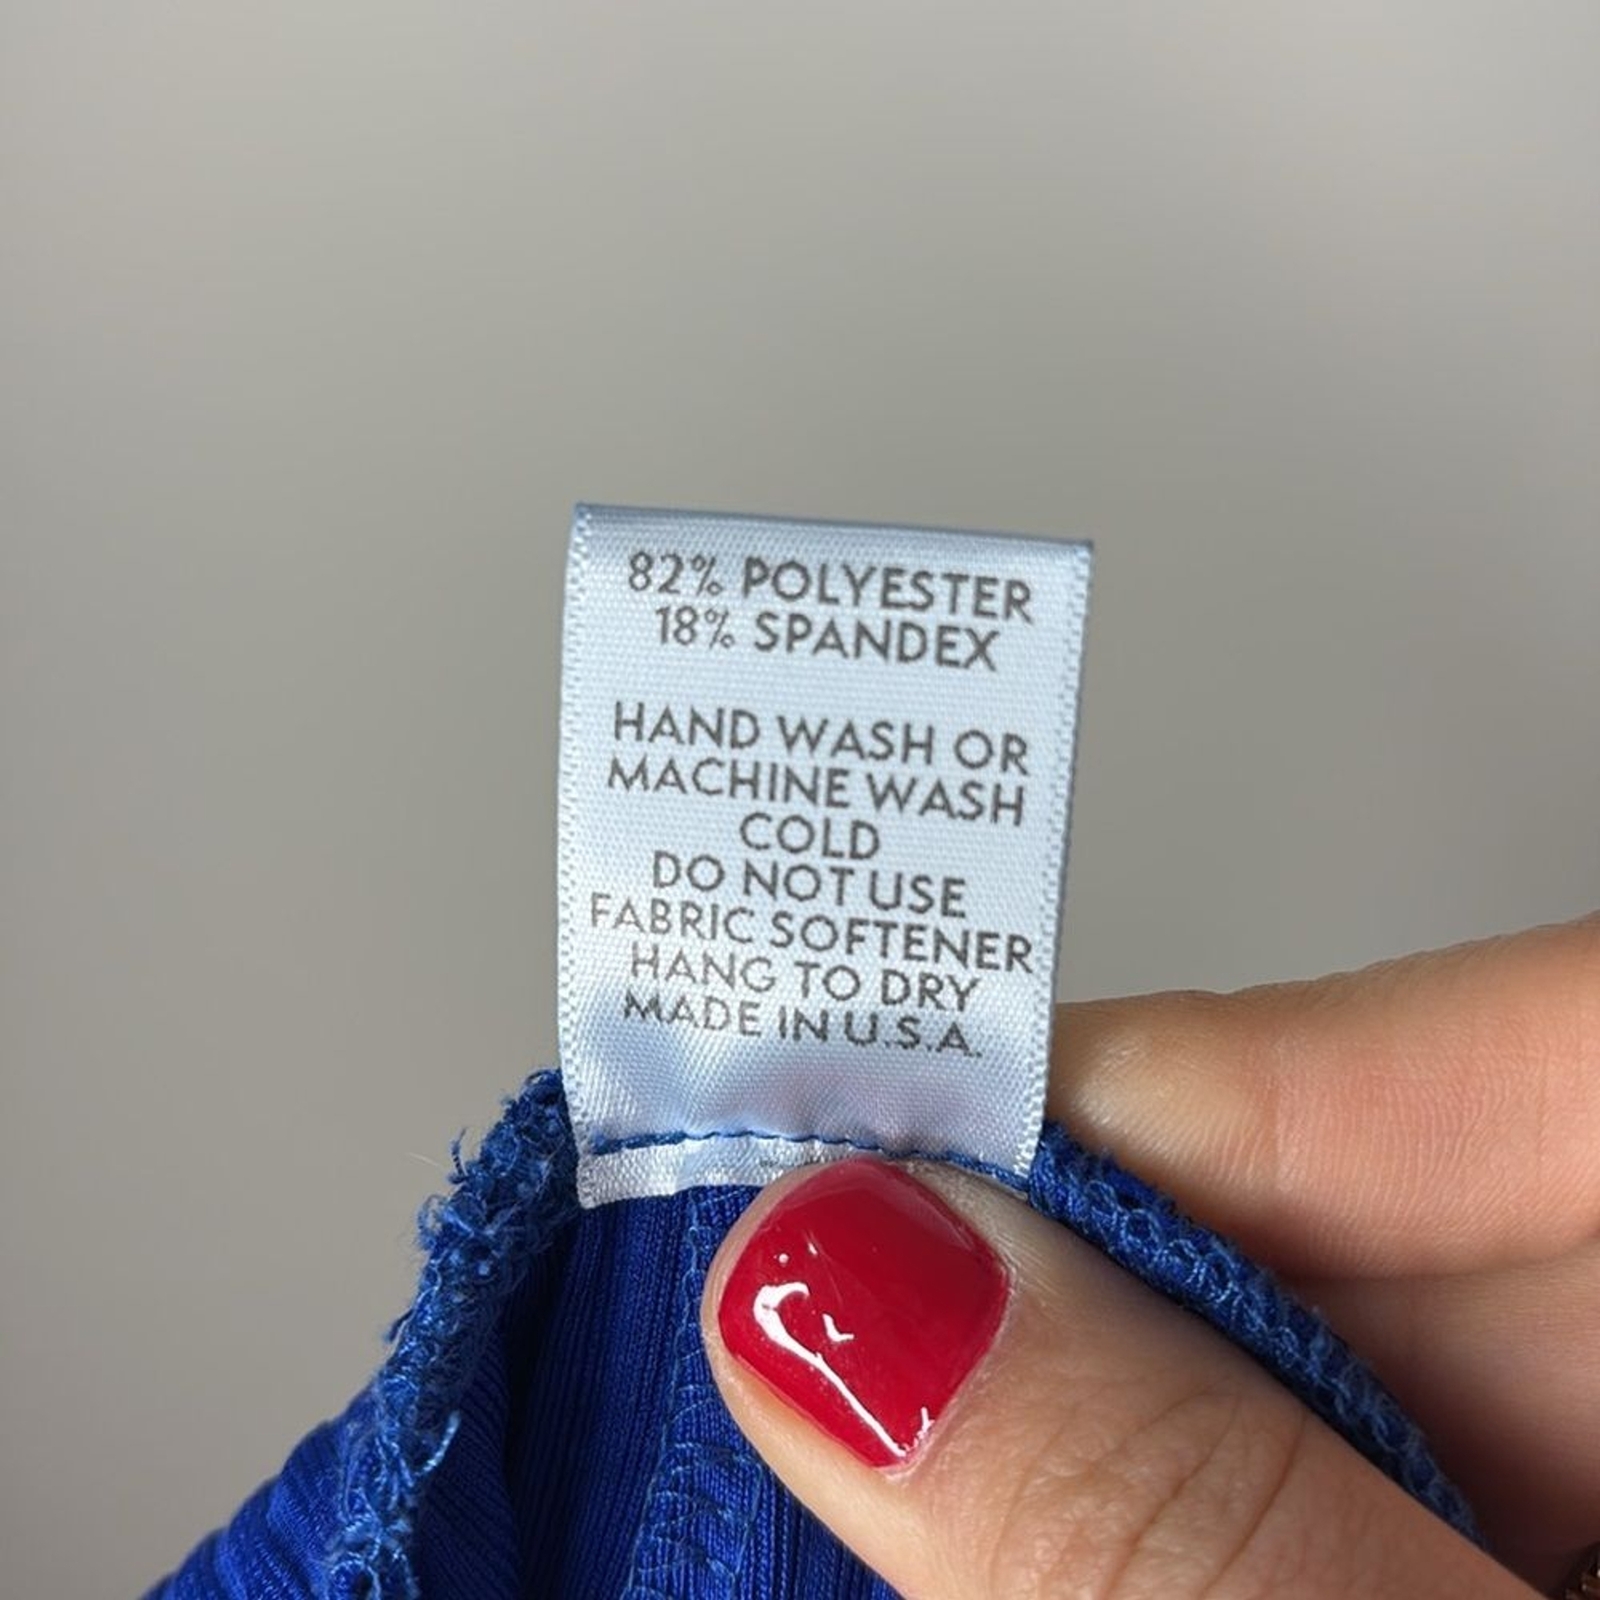 82% POLYESTER
18% SPANDEX
HAND WASH OR
MACHINE WASH
COLD
DO NOT USE
FABRIC SOFTENER
HANG TO DRY
MADE IN U.S.A.